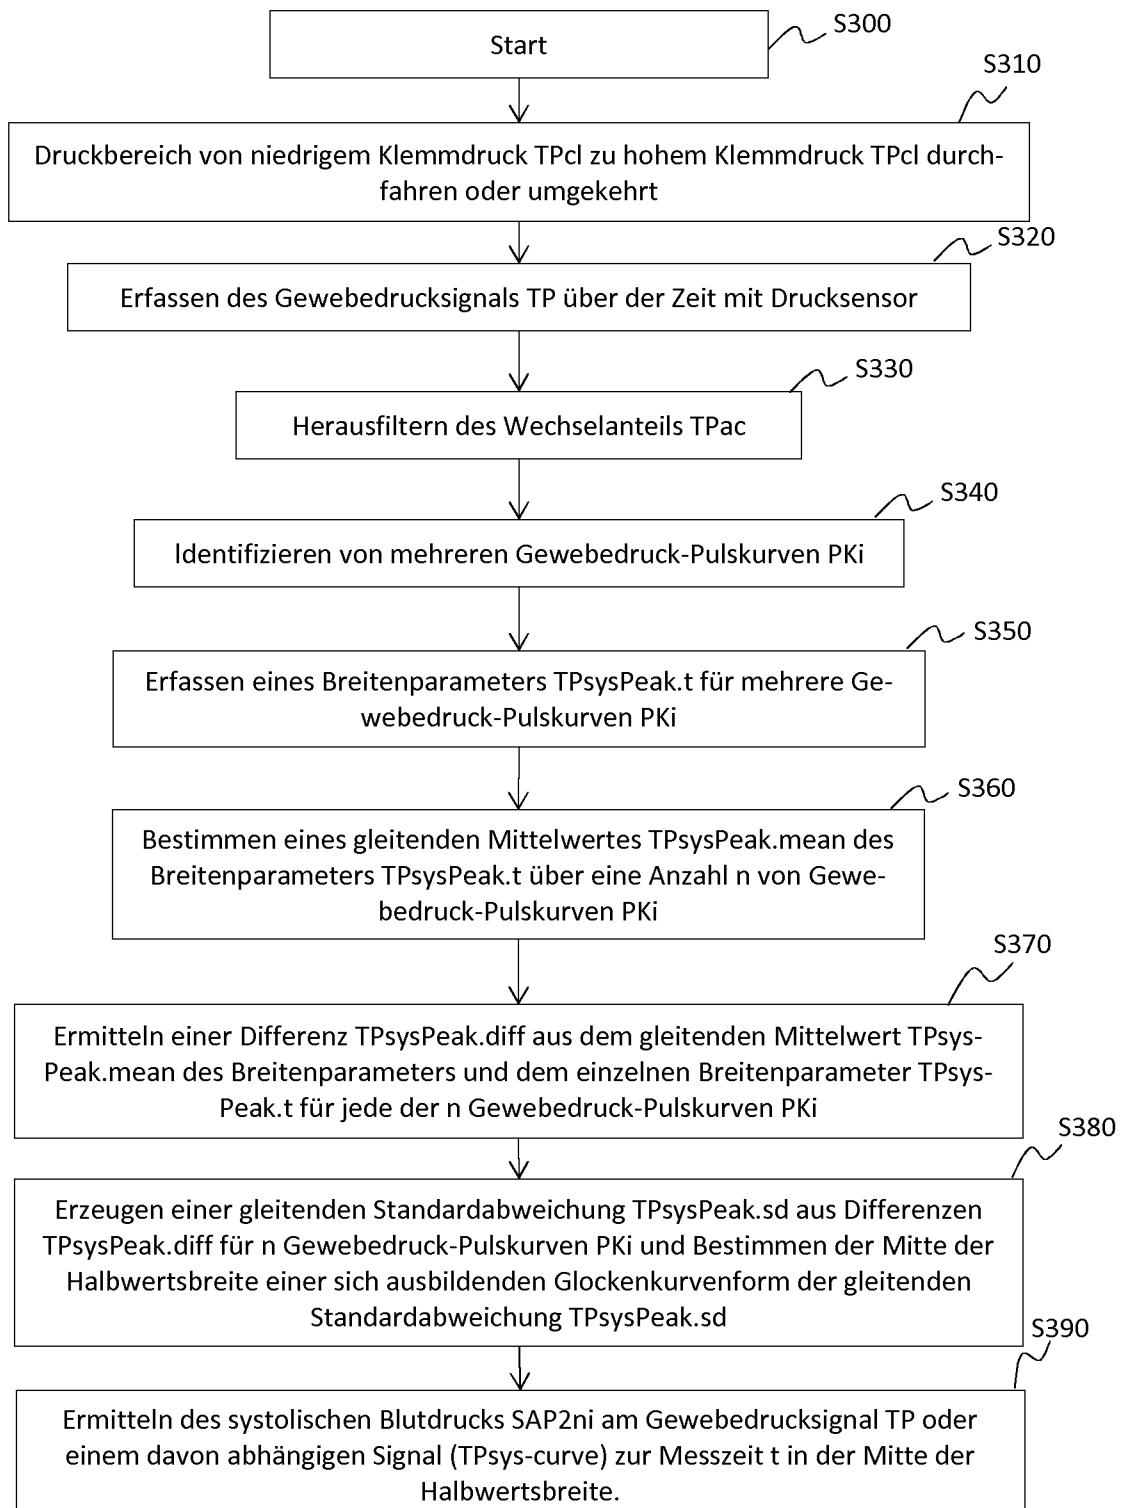 Start
S300
S310
Druckbereich von niedrigem Klemmdruck TPcl zu hohem Klemmdruck TPcl durch-
fahren oder umgekehrt
S320
Erfassen des Gewebedrucksignals TP über der Zeit mit Drucksensor
S330
Herausfiltern des Wechselanteils TPac
S340
Identifizieren von mehreren Gewebedruck-Pulskurven PKi
S350
Erfassen eines Breitenparameters TPsysPeak.t für mehrere Ge-
webedruck-Pulskurven PKi
S360
Bestimmen eines gleitenden Mittelwertes TPsysPeak.mean des
Breitenparameters TPsysPeak.t über eine Anzahl n von Gewe-
bedruck-Pulskurven PKi
S370
Ermitteln einer Differenz TPsysPeak.diff aus dem gleitenden Mittelwert TPsys-
Peak.mean des Breitenparameters und dem einzelnen Breitenparameter TPsys-
Peak.t für jede der n Gewebedruck-Pulskurven PKi
S380
Erzeugen einer gleitenden Standardabweichung TPsysPeak.sd aus Differenzen
TPsysPeak.diff für n Gewebedruck-Pulskurven PKi und Bestimmen der Mitte der
Halbwertsbreite einer sich ausbildenden Glockenkurvenform der gleitenden
Standardabweichung TPsysPeak.sd
S390
Ermitteln des systolischen Blutdrucks SAP2ni am Gewebedrucksignal TP oder
einem davon abhängigen Signal (TPsys-curve) zur Messzeit t in der Mitte der
Halbwertsbreite.